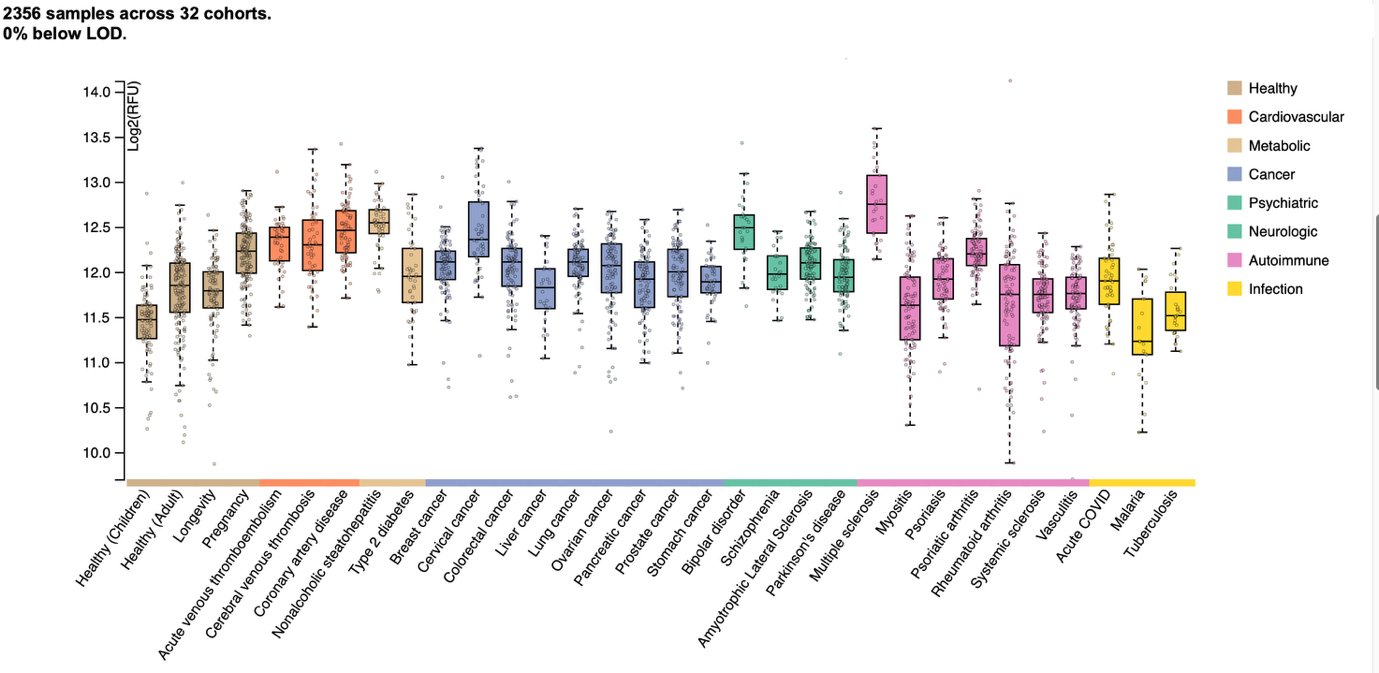 2356 samples across 32 cohorts.
0% below LOD.
Log2(RFU)
14.0
13.5
13.0
12.5
12.0
11.5
11.0
10.5
10.0
Healthy (Children)
Healthy (Adult)
Longevity
Pregnancy
Acute venous thromboembolism
Cerebral venous thrombosis
Coronary artery disease
Nonalcoholic steatohepatitis
Type 2 diabetes
Breast cancer
Cervical cancer
Colorectal cancer
Liver cancer
Lung cancer
Ovarian cancer
Pancreatic cancer
Prostate cancer
Stomach cancer
Bipolar disorder
Schizophrenia
Amyotrophic Lateral Sclerosis
Parkinson's disease
Multiple sclerosis
Myositis
Psoriasis
Psoriatic arthritis
Rheumatoid arthritis
Systemic sclerosis
Vasculitis
Acute COVID
Malaria
Tuberculosis
Healthy
Cardiovascular
Metabolic
Cancer
Psychiatric
Neurologic
Autoimmune
Infection